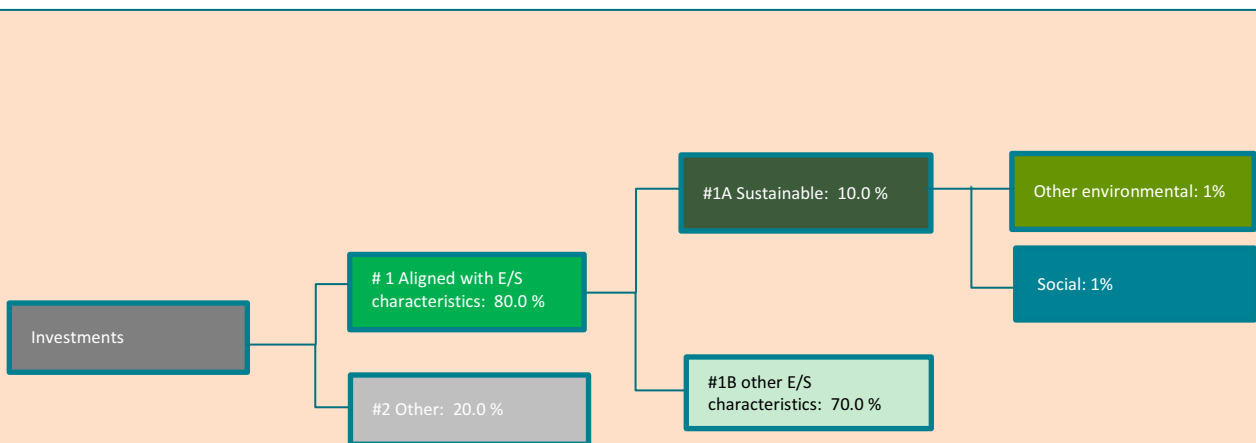 Investments
# 1 Aligned with E/S
characteristics: 80.0 %
#2 Other: 20.0 %
#1A Sustainable: 10.0 %
#1B other E/S
characteristics: 70.0 %
Other environmental: 1%
Social: 1%